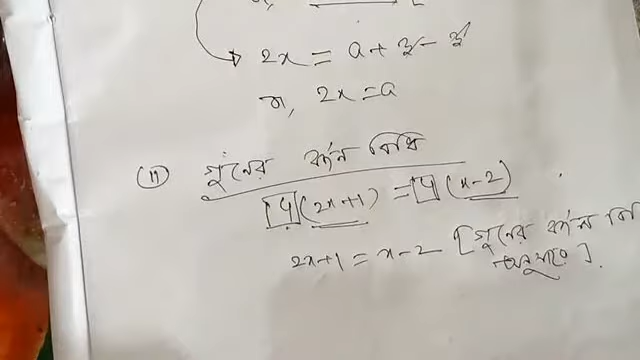 2x = a + 3 - 3
বা, 2x = a
(ii) গুনের বর্জন বিধি
4 (2x+1) = 4 (x-2)
2x+1 = x-2 [গুনের বর্জন বি
অনুসারে].